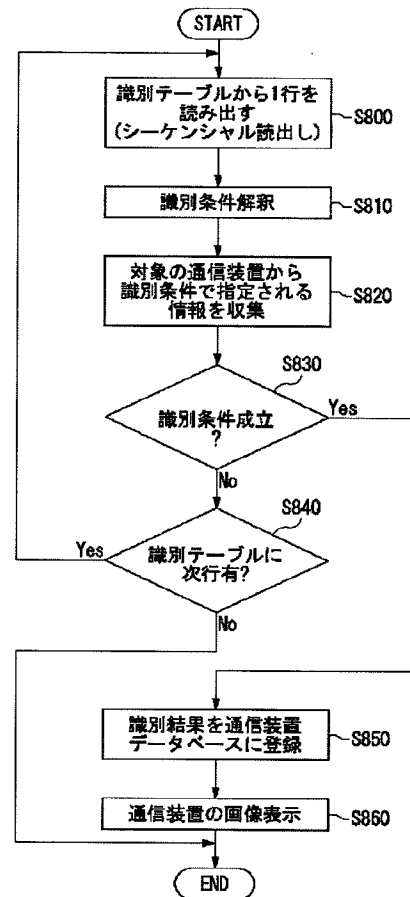 START
識別テーブルから1行を
読み出す
(シーケンシャル読出し)
S800
識別条件解釈
S810
対象の通信装置から
識別条件で指定される
情報を収集
S820
S830
識別条件成立
?
Yes
No
S840
識別テーブルに
次行有?
Yes
No
識別結果を通信装置
データベースに登録
S850
通信装置の画像表示
S860
END